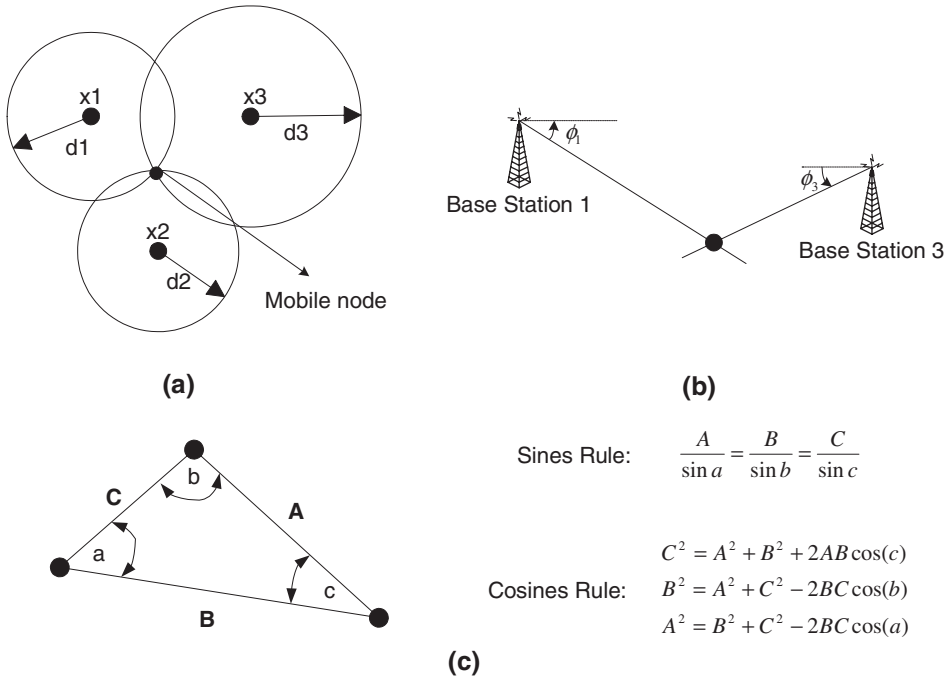 x1
x3
d1
d3
x2
d2
Mobile node
(a)
ϕ₁
ϕ₃
Base Station 1
Base Station 3
(b)
b
C
A
a
c
B
Sines Rule: A/sin a = B/sin b = C/sin c
Cosines Rule:
C² = A² + B² + 2AB cos(c)
B² = A² + C² − 2BC cos(b)
A² = B² + C² − 2BC cos(a)
(c)